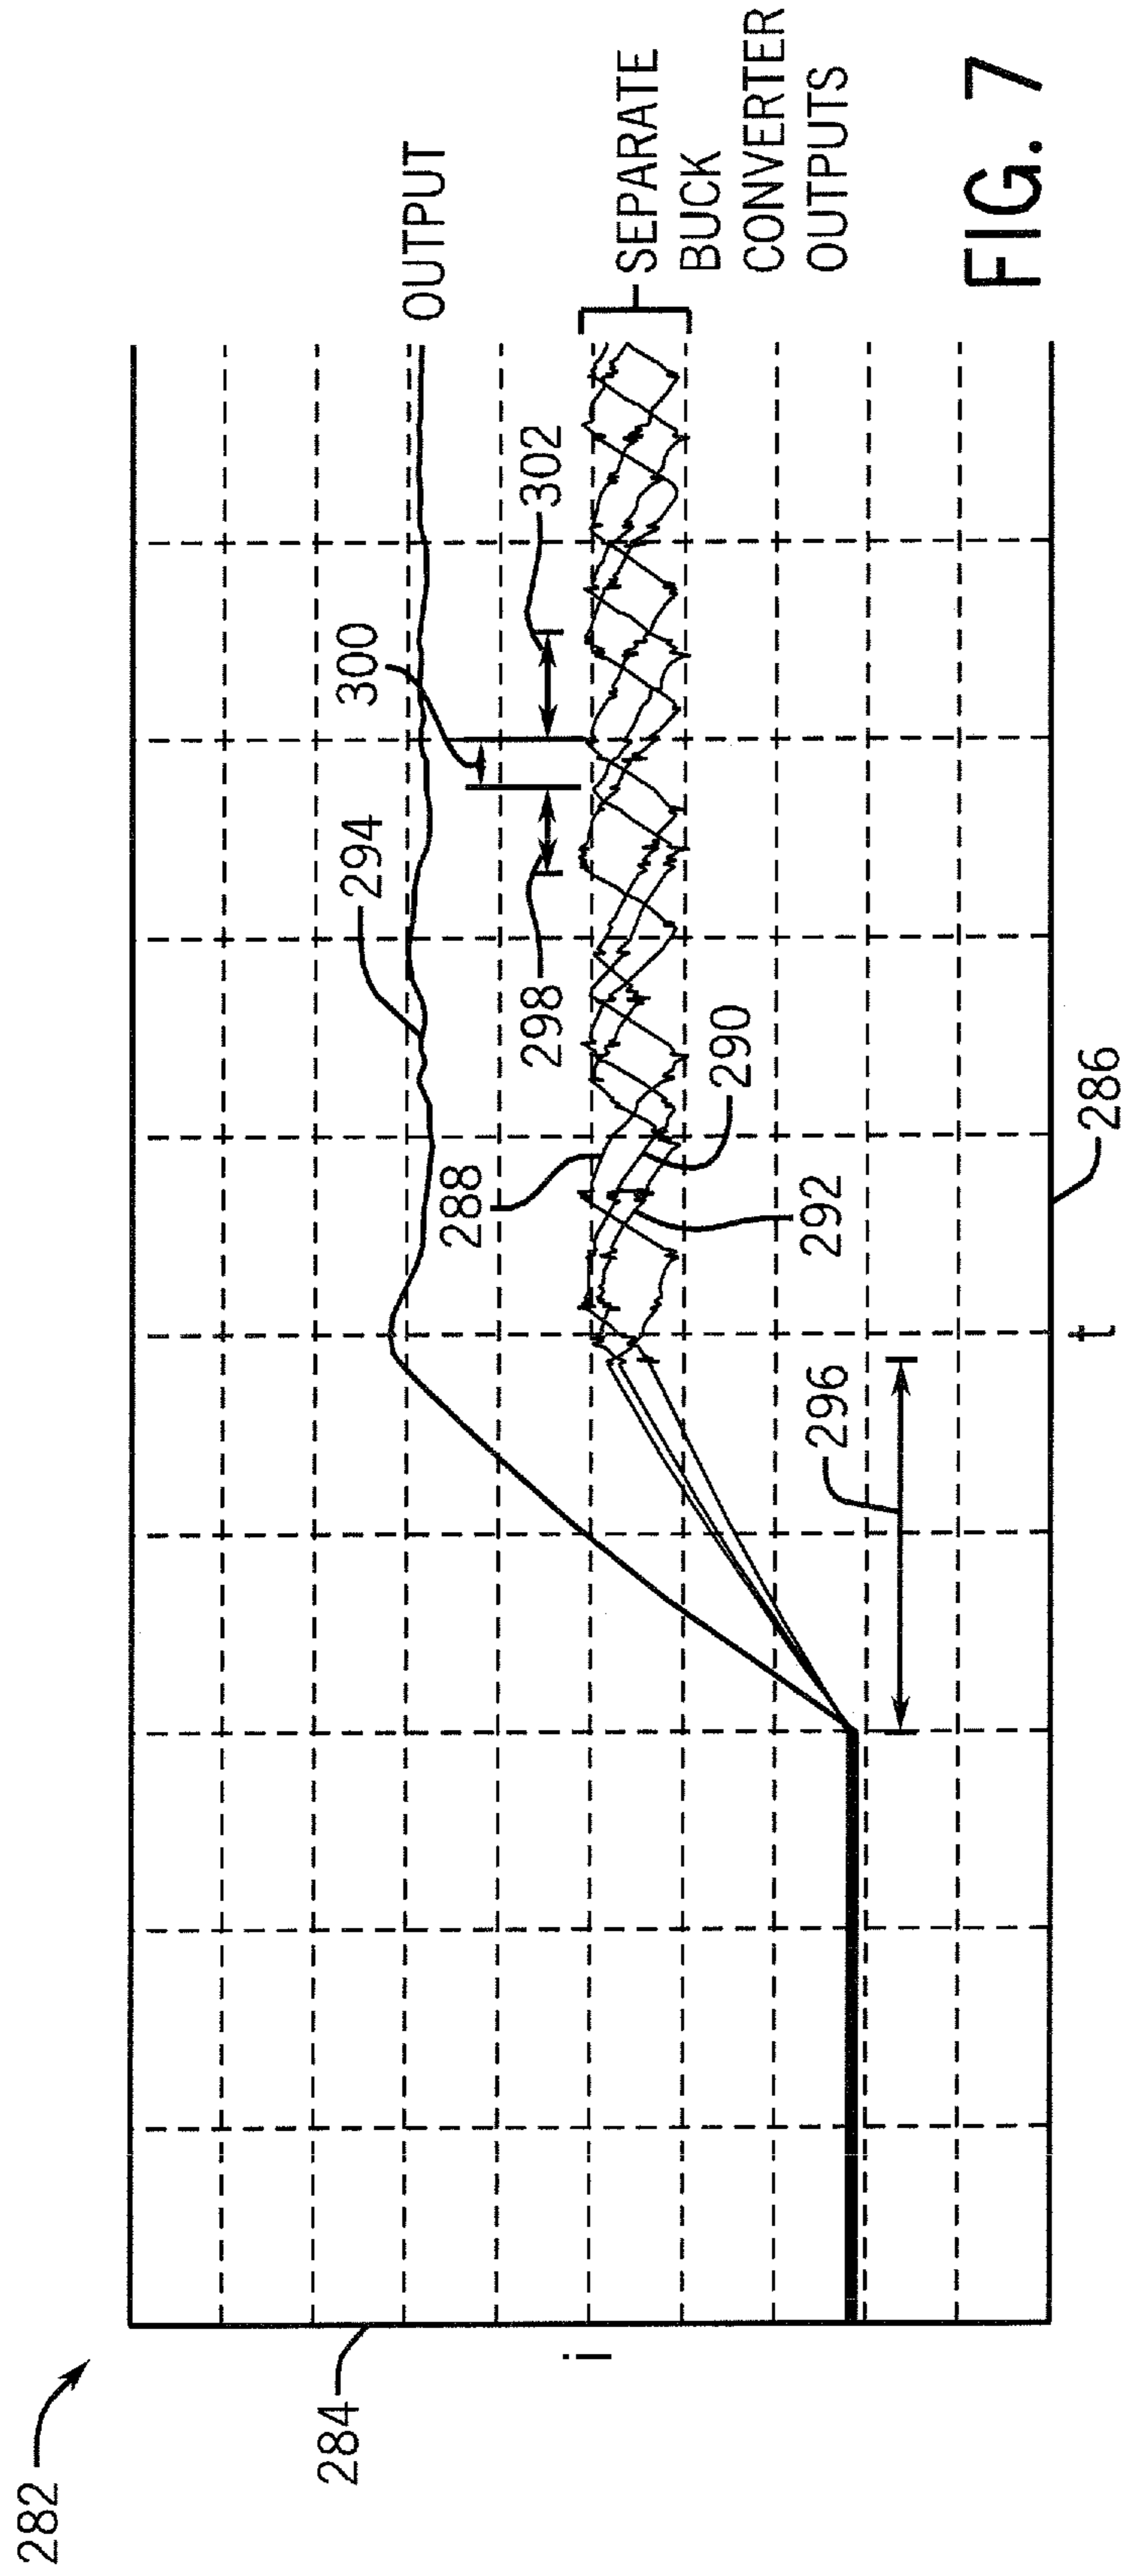 282
284
i
OUTPUT
294
300
302
298
288
290
292
SEPARATE
BUCK
CONVERTER
OUTPUTS
296
t
286
FIG. 7